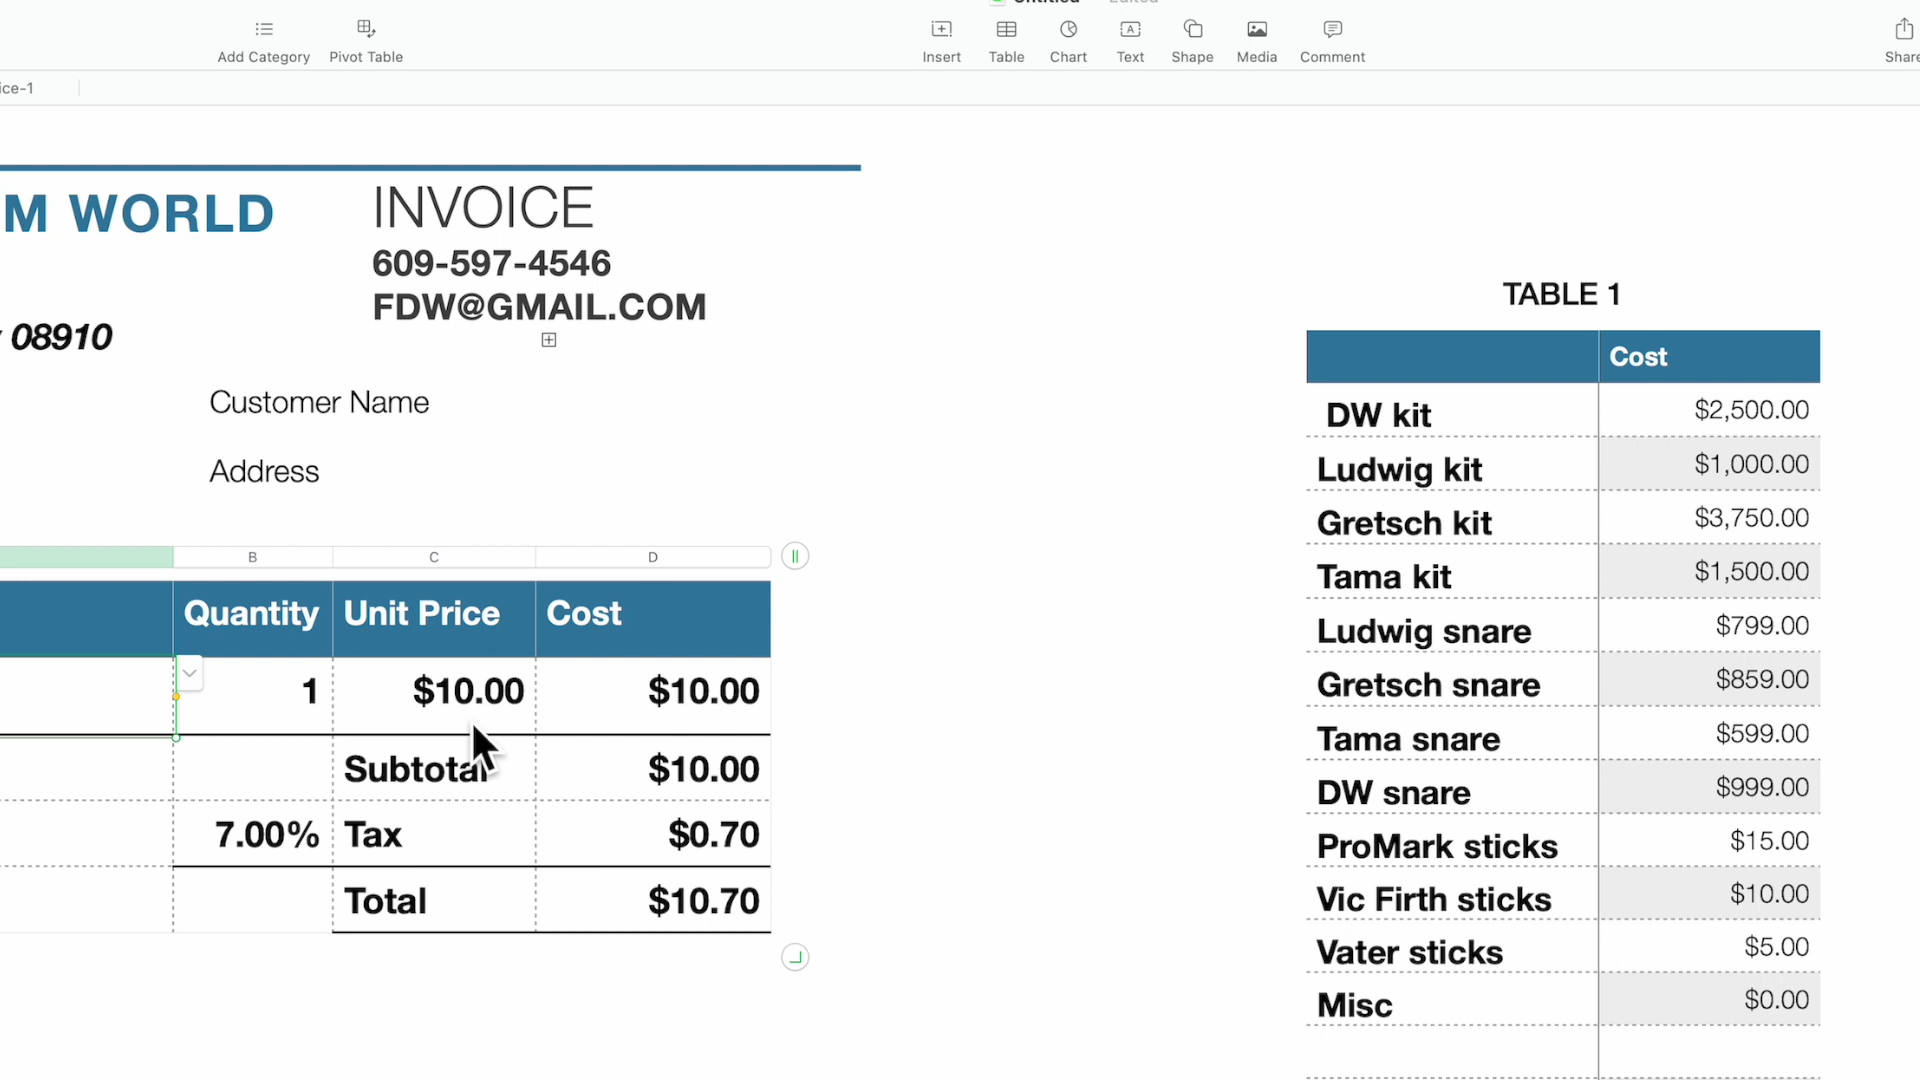 Untitled Edited
Add Category
Pivot Table
Insert
Table
Chart
Text
Shape
Media
Comment
Share
ice-1
M WORLD
INVOICE
609-597-4546
FDW@GMAIL.COM
08910
Customer Name
Address
B C D
Quantity Unit Price Cost
1 $10.00 $10.00
Subtotal $10.00
7.00% Tax $0.70
Total $10.70
TABLE 1
Cost
DW kit $2,500.00
Ludwig kit $1,000.00
Gretsch kit $3,750.00
Tama kit $1,500.00
Ludwig snare $799.00
Gretsch snare $859.00
Tama snare $599.00
DW snare $999.00
ProMark sticks $15.00
Vic Firth sticks $10.00
Vater sticks $5.00
Misc $0.00